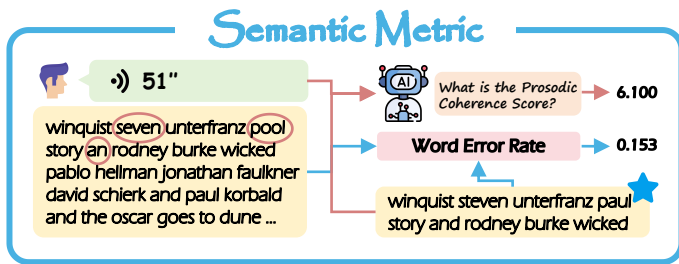 Semantic Metric
51"
winquist seven unterfranz pool
story an rodney burke wicked
pablo hellman jonathan faulkner
david schierk and paul korbald
and the oscar goes to dune ...
AI
What is the Prosodic
Coherence Score?
6.100
Word Error Rate
0.153
winquist steven unterfranz paul
story and rodney burke wicked